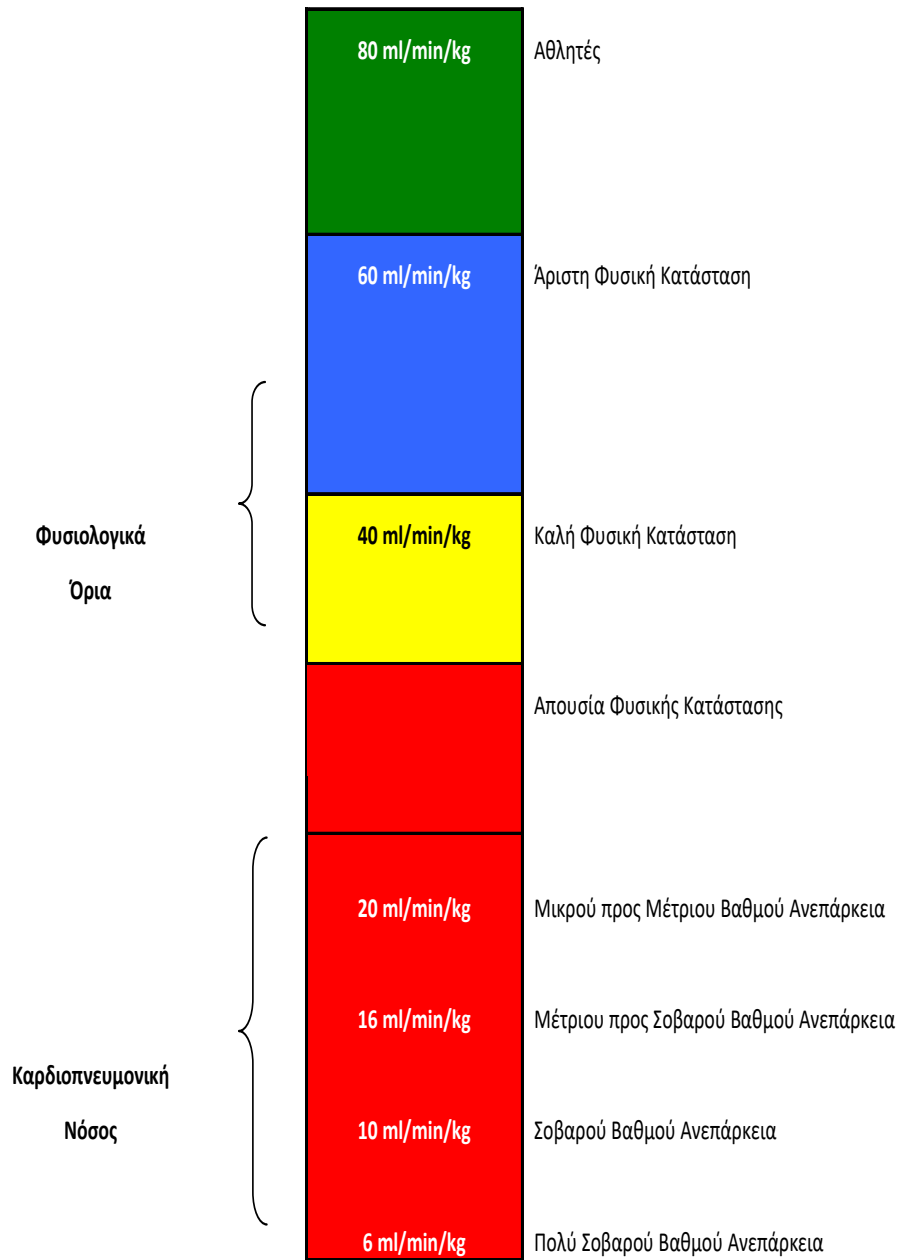 80 ml/min/kg Αθλητές
60 ml/min/kg Άριστη Φυσική Κατάσταση
Φυσιολογικά
Όρια
40 ml/min/kg Καλή Φυσική Κατάσταση
Απουσία Φυσικής Κατάστασης
20 ml/min/kg Μικρού προς Μέτριου Βαθμού Ανεπάρκεια
16 ml/min/kg Μέτριου προς Σοβαρού Βαθμού Ανεπάρκεια
Καρδιοπνευμονική
Νόσος
10 ml/min/kg Σοβαρού Βαθμού Ανεπάρκεια
6 ml/min/kg Πολύ Σοβαρού Βαθμού Ανεπάρκεια